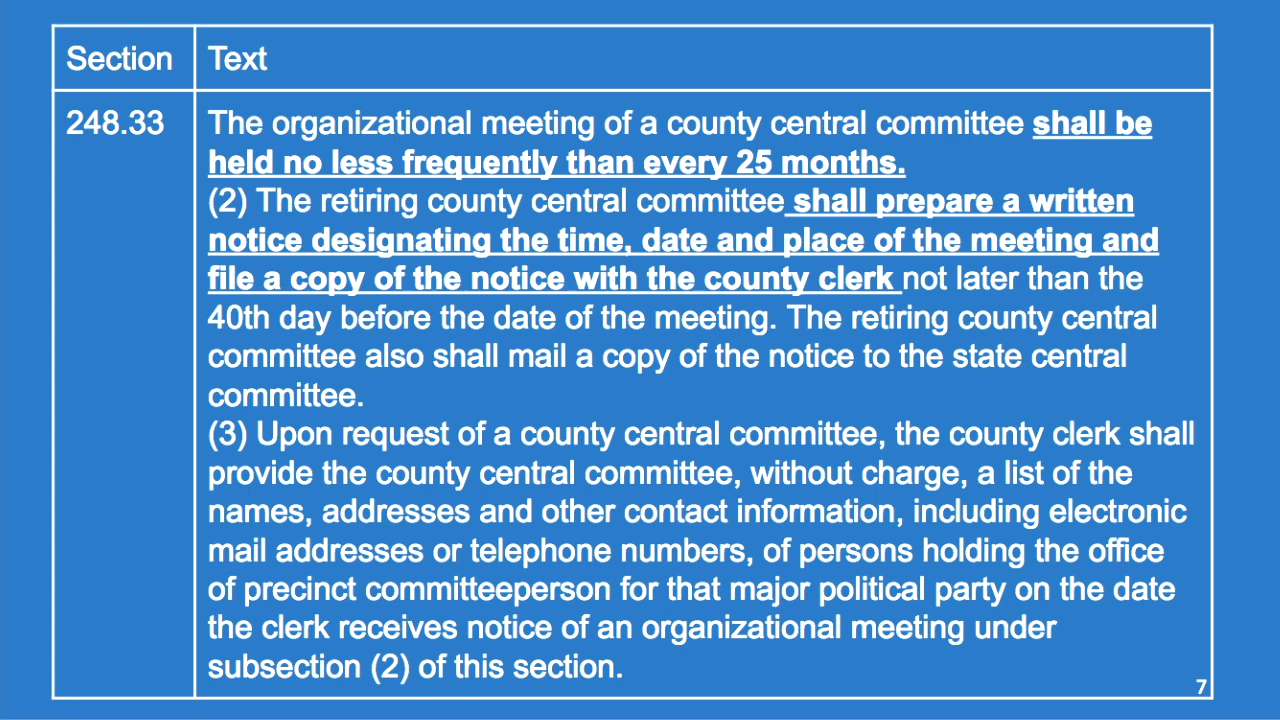 Section Text
248.33 The organizational meeting of a county central committee shall be
held no less frequently than every 25 months.
(2) The retiring county central committee shall prepare a written
notice designating the time, date and place of the meeting and
file a copy of the notice with the county clerk not later than the
40th day before the date of the meeting. The retiring county central
committee also shall mail a copy of the notice to the state central
committee.
(3) Upon request of a county central committee, the county clerk shall
provide the county central committee, without charge, a list of the
names, addresses and other contact information, including electronic
mail addresses or telephone numbers, of persons holding the office
of precinct committeeperson for that major political party on the date
the clerk receives notice of an organizational meeting under
subsection (2) of this section.
7